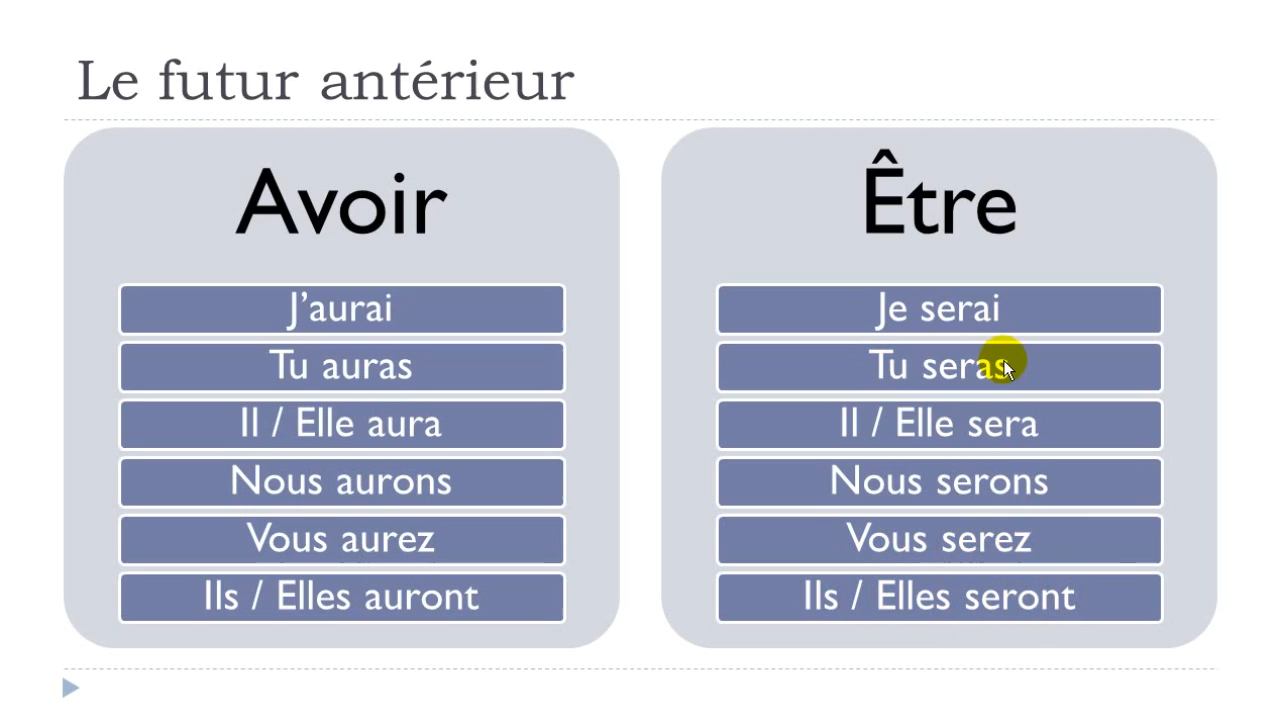 Le futur antérieur
Avoir
J’aurai
Tu auras
Il / Elle aura
Nous aurons
Vous aurez
Ils / Elles auront
Être
Je serai
Tu seras
Il / Elle sera
Nous serons
Vous serez
Ils / Elles seront